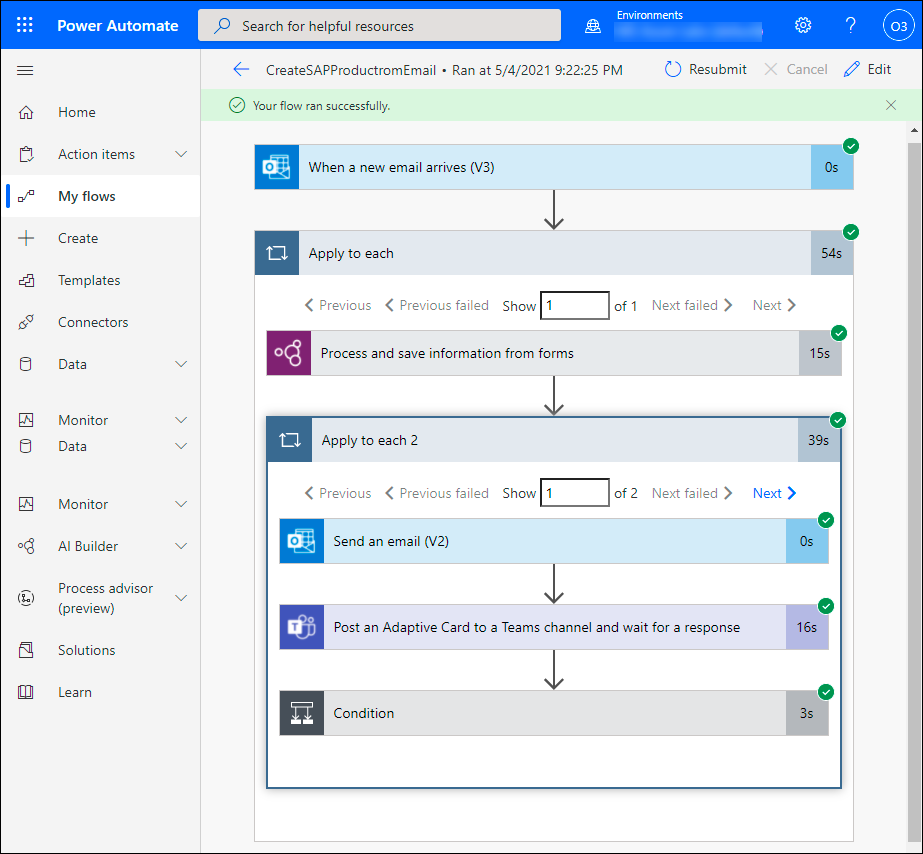 Power Automate
Search for helpful resources
Environments
O3
CreateSAPProductromEmail • Ran at 5/4/2021 9:22:25 PM
Resubmit
Cancel
Edit
Your flow ran successfully.
Home
Action items
My flows
Create
Templates
Connectors
Data
Monitor
Data
Monitor
AI Builder
Process advisor
(preview)
Solutions
Learn
When a new email arrives (V3) 0s
Apply to each 54s
Previous Previous failed Show 1 of 1 Next failed Next
Process and save information from forms 15s
Apply to each 2 39s
Previous Previous failed Show 1 of 2 Next failed Next
Send an email (V2) 0s
Post an Adaptive Card to a Teams channel and wait for a response 16s
Condition 3s